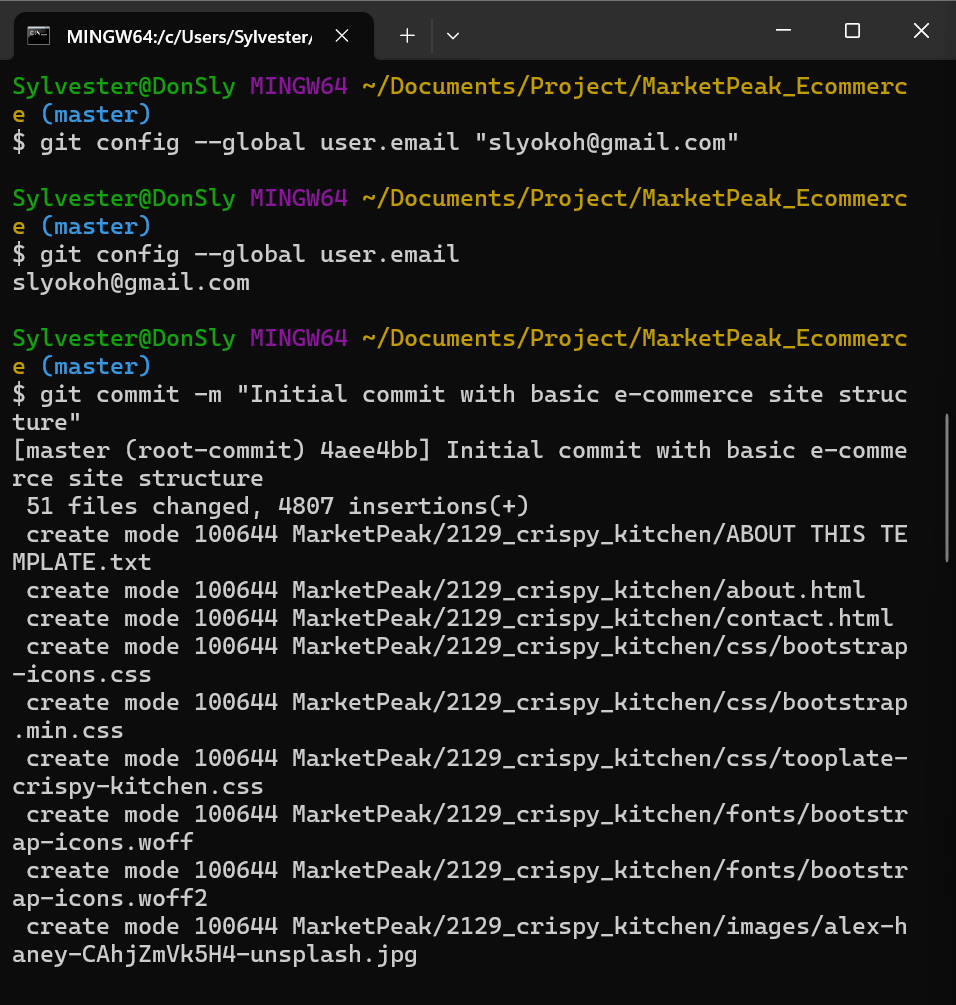 MINGW64:/c/Users/Sylvester/
Sylvester@DonSly MINGW64 ~/Documents/Project/MarketPeak_Ecommerc
e (master)
$ git config --global user.email "slyokoh@gmail.com"
Sylvester@DonSly MINGW64 ~/Documents/Project/MarketPeak_Ecommerc
e (master)
$ git config --global user.email
slyokoh@gmail.com
Sylvester@DonSly MINGW64 ~/Documents/Project/MarketPeak_Ecommerc
e (master)
$ git commit -m "Initial commit with basic e-commerce site struc
ture"
[master (root-commit) 4aee4bb] Initial commit with basic e-comme
rce site structure
 51 files changed, 4807 insertions(+)
 create mode 100644 MarketPeak/2129_crispy_kitchen/ABOUT THIS TE
MPLATE.txt
 create mode 100644 MarketPeak/2129_crispy_kitchen/about.html
 create mode 100644 MarketPeak/2129_crispy_kitchen/contact.html
 create mode 100644 MarketPeak/2129_crispy_kitchen/css/bootstrap
-icons.css
 create mode 100644 MarketPeak/2129_crispy_kitchen/css/bootstrap
.min.css
 create mode 100644 MarketPeak/2129_crispy_kitchen/css/tooplate-
crispy-kitchen.css
 create mode 100644 MarketPeak/2129_crispy_kitchen/fonts/bootstr
ap-icons.woff
 create mode 100644 MarketPeak/2129_crispy_kitchen/fonts/bootstr
ap-icons.woff2
 create mode 100644 MarketPeak/2129_crispy_kitchen/images/alex-h
aney-CAhjZmVk5H4-unsplash.jpg